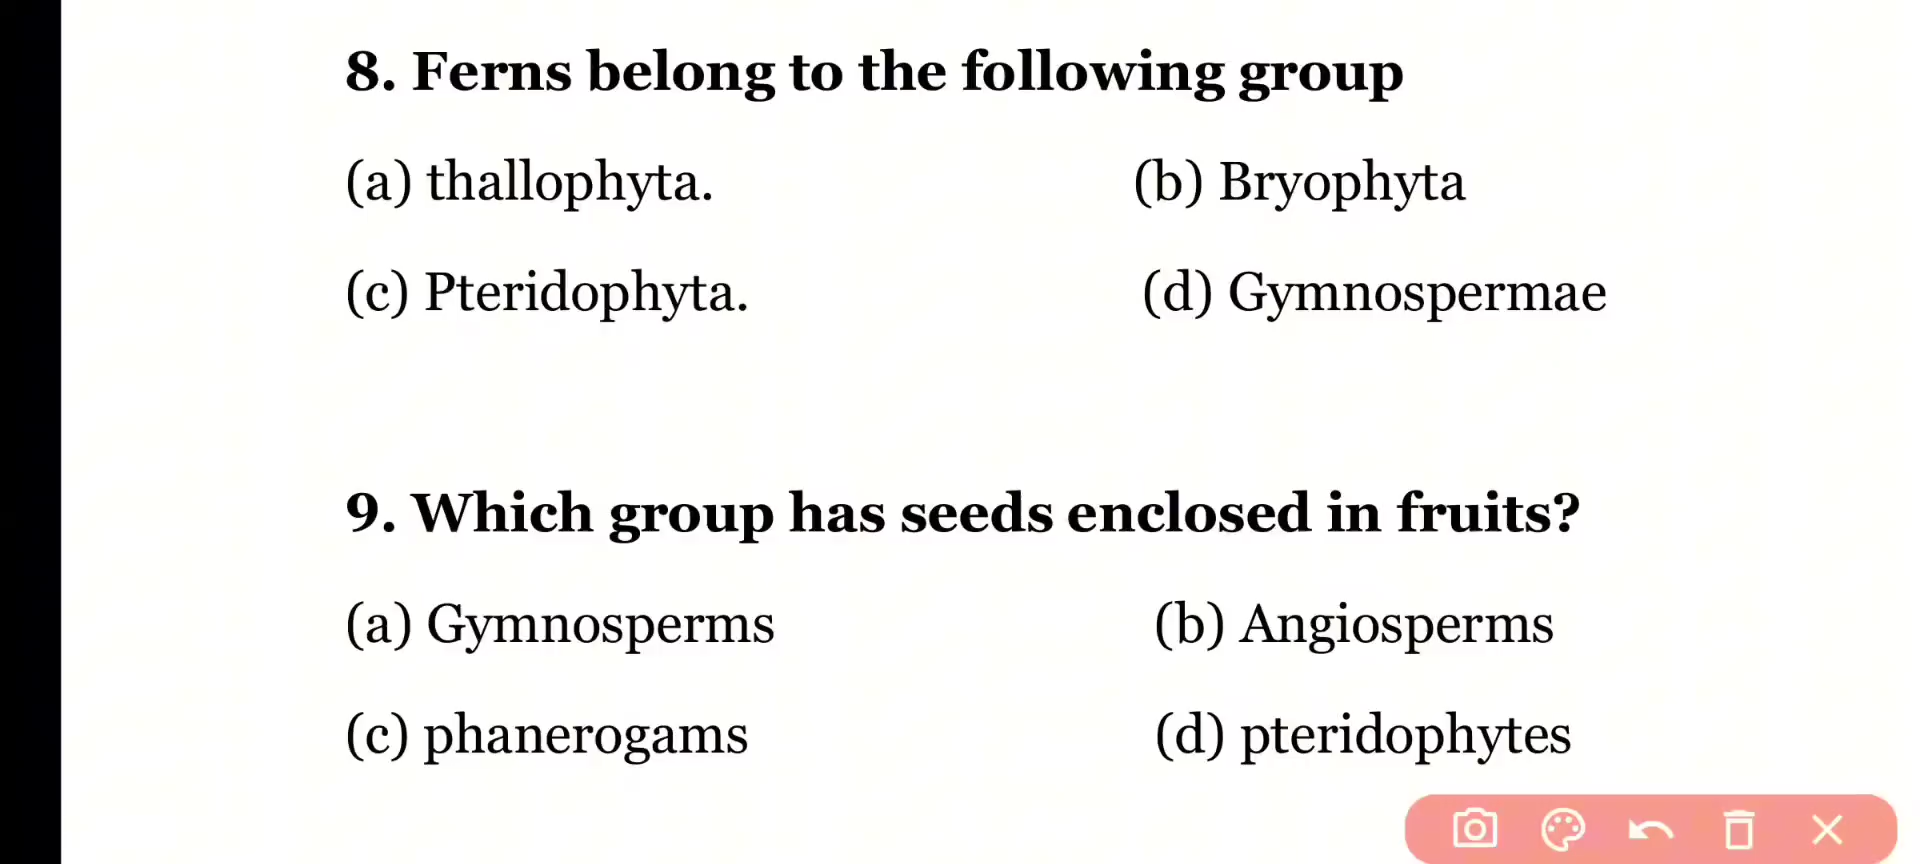 8. Ferns belong to the following group
(a) thallophyta. (b) Bryophyta
(c) Pteridophyta. (d) Gymnospermae
9. Which group has seeds enclosed in fruits?
(a) Gymnosperms (b) Angiosperms
(c) phanerogams (d) pteridophytes